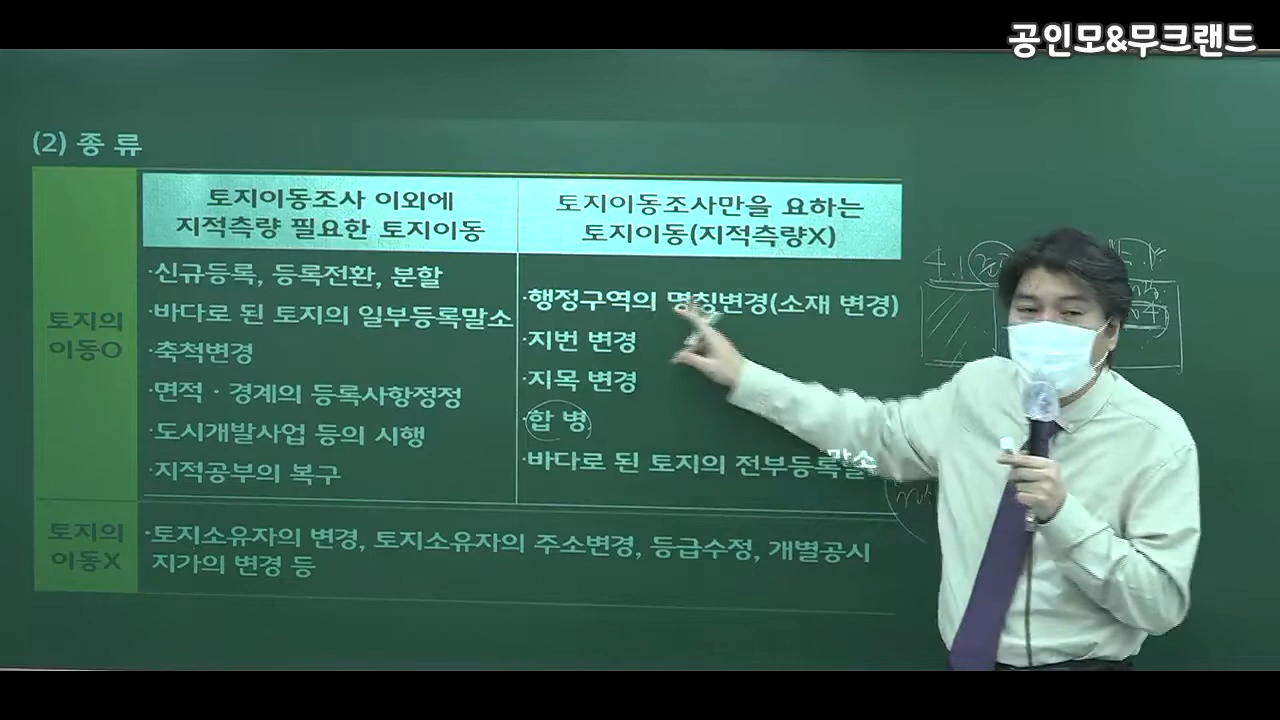 공인모&무크랜드
(2) 종 류
토지이동조사 이외에
지적측량 필요한 토지이동
토지이동조사만을 요하는
토지이동(지적측량X)
토지의
이동O
·신규등록, 등록전환, 분할
·바다로 된 토지의 일부등록말소
·축척변경
·면적 · 경계의 등록사항정정
·도시개발사업 등의 시행
·지적공부의 복구
·행정구역의 명칭변경(소재 변경)
·지번 변경
·지목 변경
·합 병
·바다로 된 토지의 전부등록말소
토지의
이동X
·토지소유자의 변경, 토지소유자의 주소변경, 등급수정, 개별공시
지가의 변경 등